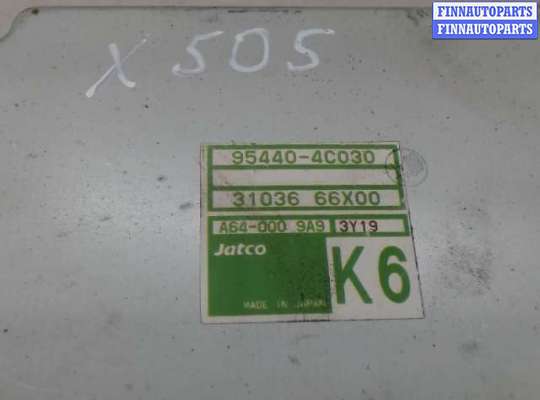 FINNAUTOPARTS
FINNAUTOPARTS
X 505
95440-4C030
31036 66X00
A64-000 9A9 3Y19
Jatco
K6
MADE IN JAPAN